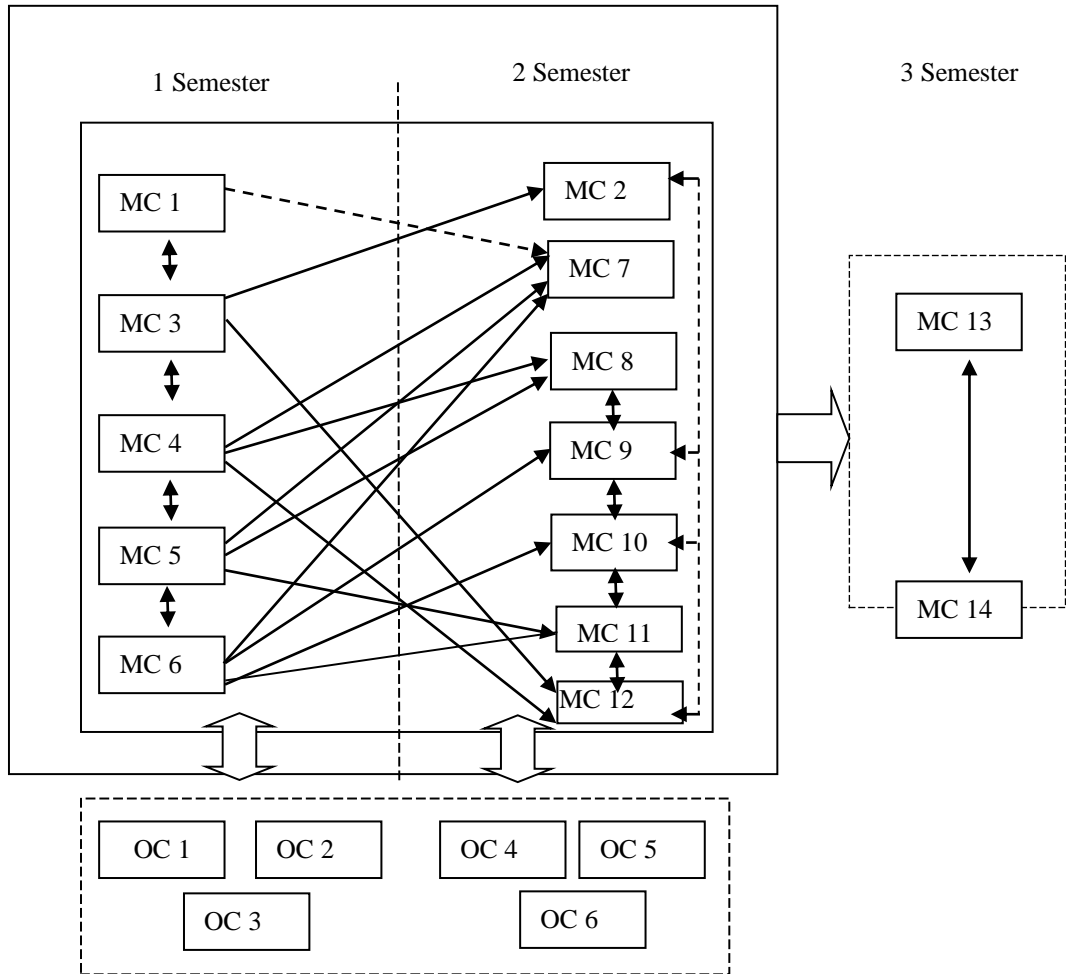 1 Semester
2 Semester
3 Semester
MC 1
MC 3
MC 4
MC 5
MC 6
MC 2
MC 7
MC 8
MC 9
MC 10
MC 11
MC 12
MC 13
MC 14
OC 1
OC 2
OC 3
OC 4
OC 5
OC 6